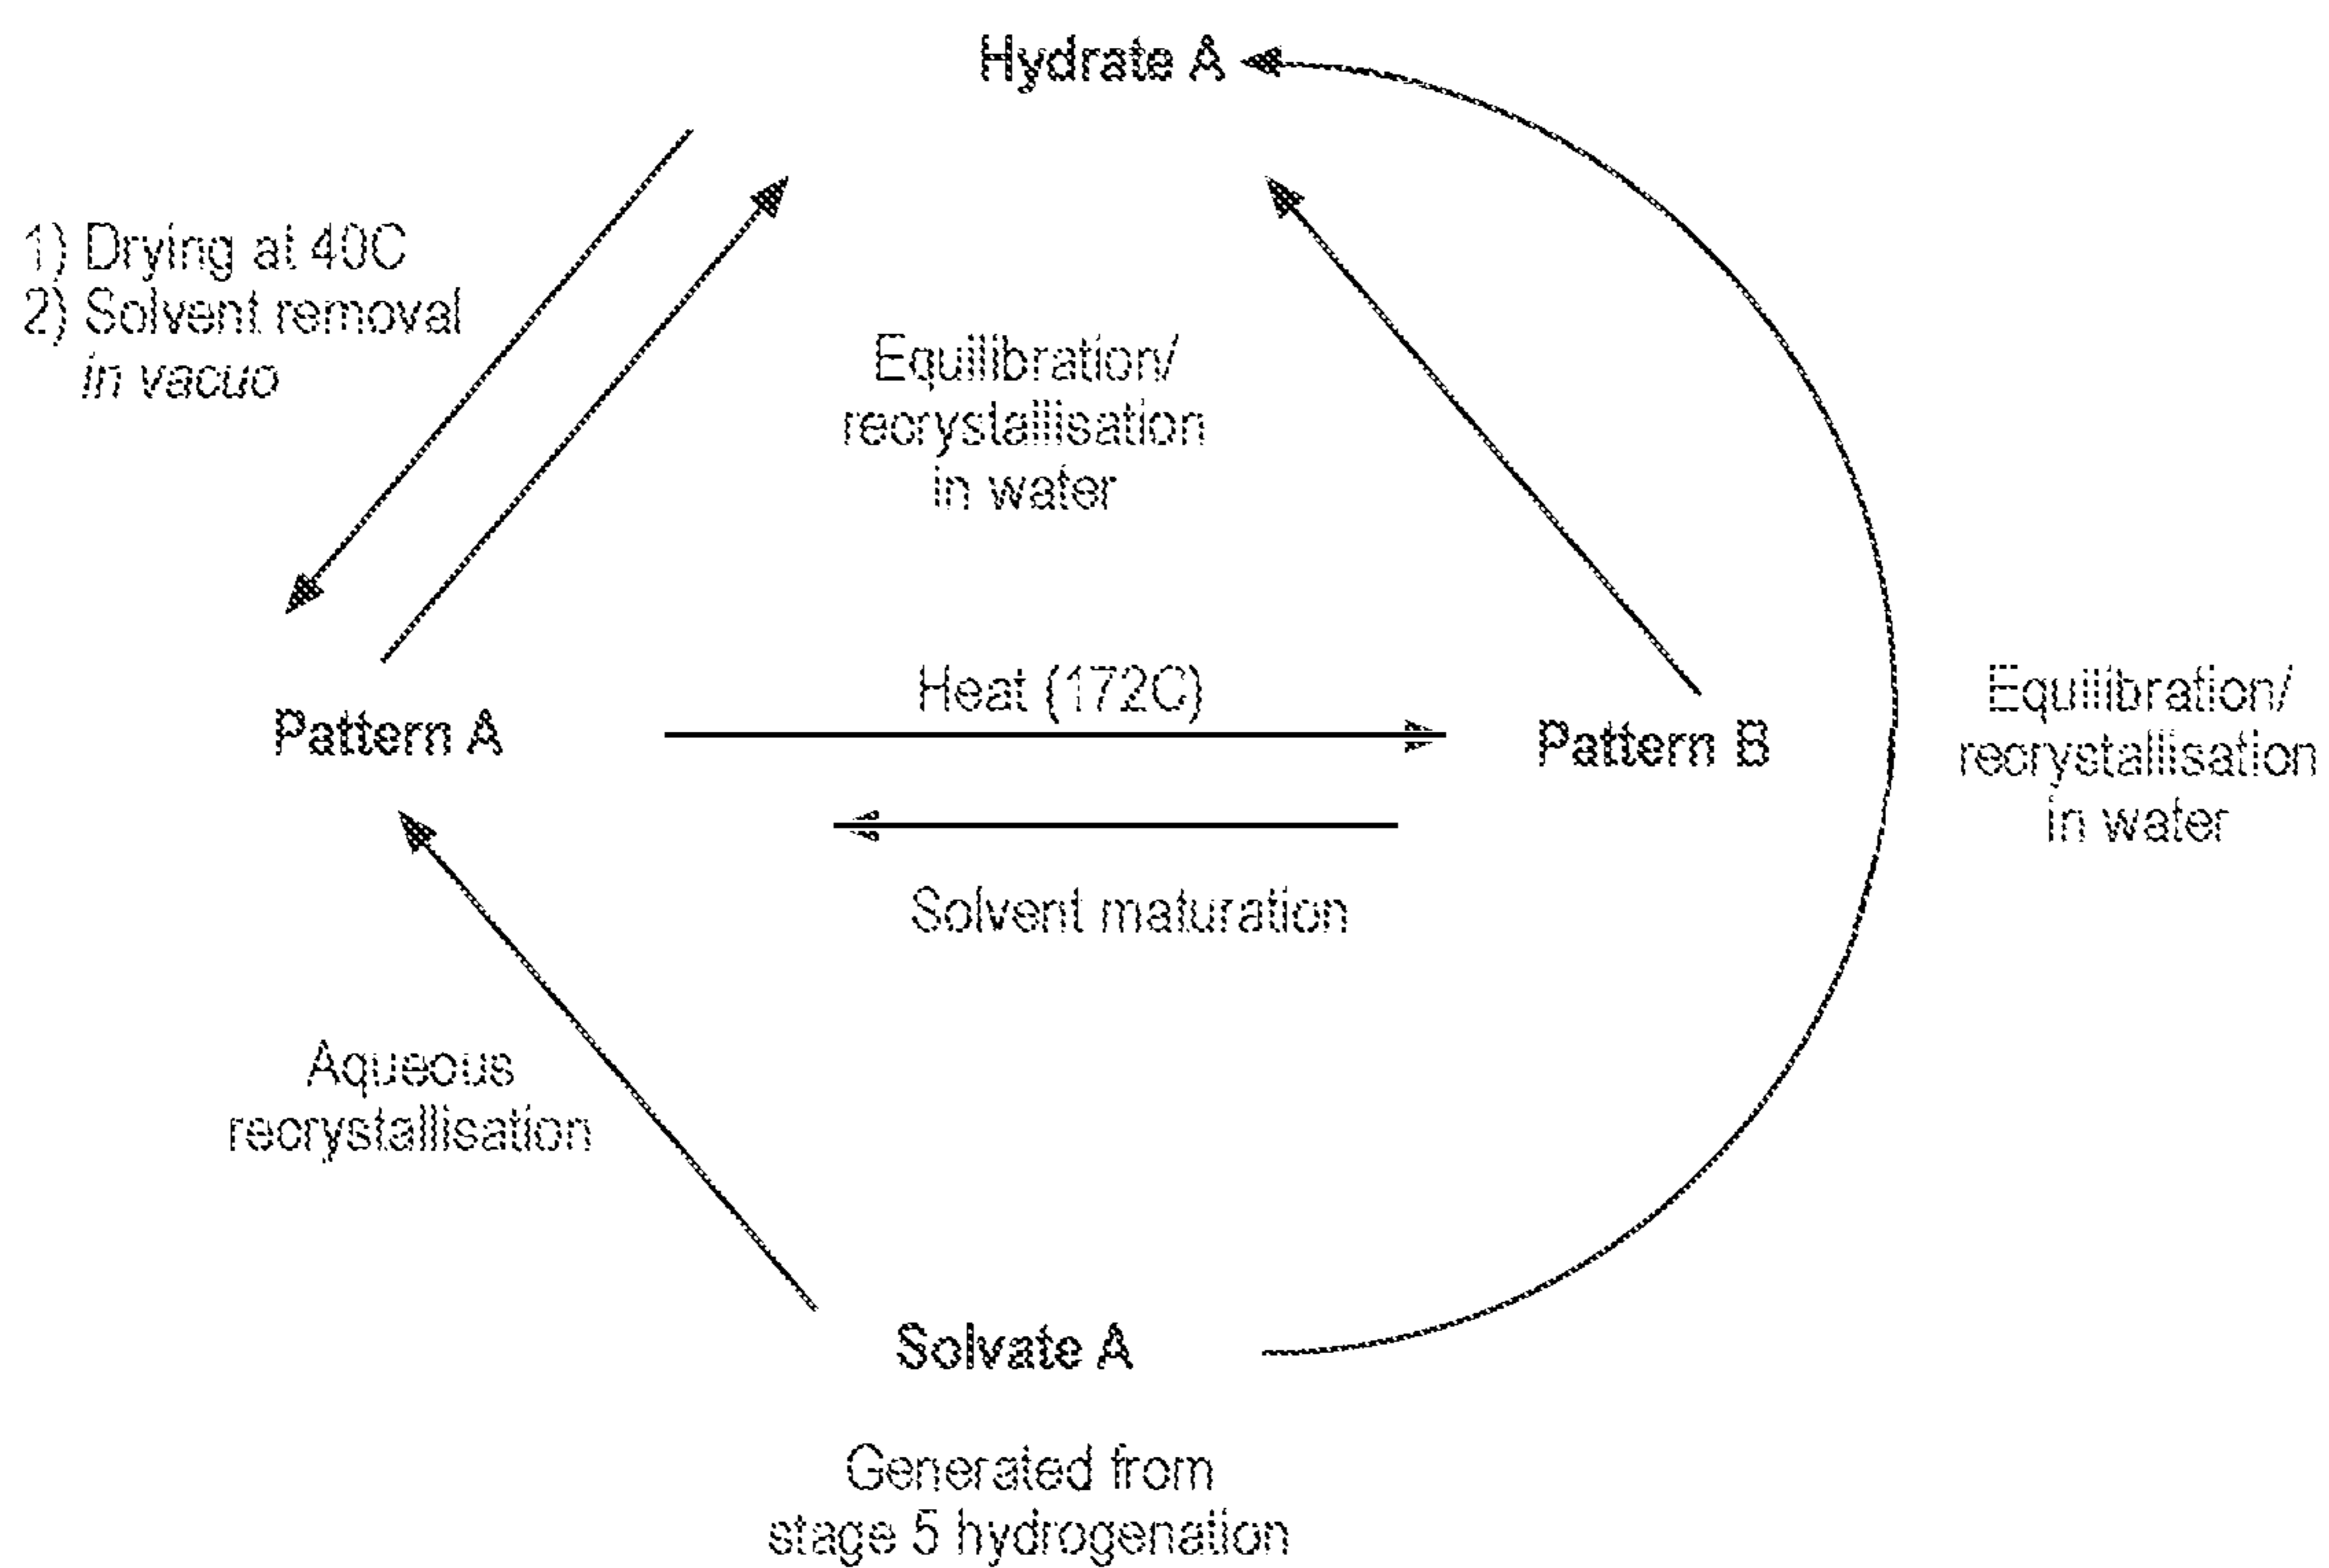 Hydrate A
1) Drying at 40C
2) Solvent removal
in vacuo
Equilibration/
recrystallisation
in water
Heat (172C)
Pattern A
Pattern B
Equilibration/
recrystallisation
in water
Solvent maturation
Aqueous
recrystallisation
Solvate A
Generated from
stage 5 hydrogenation